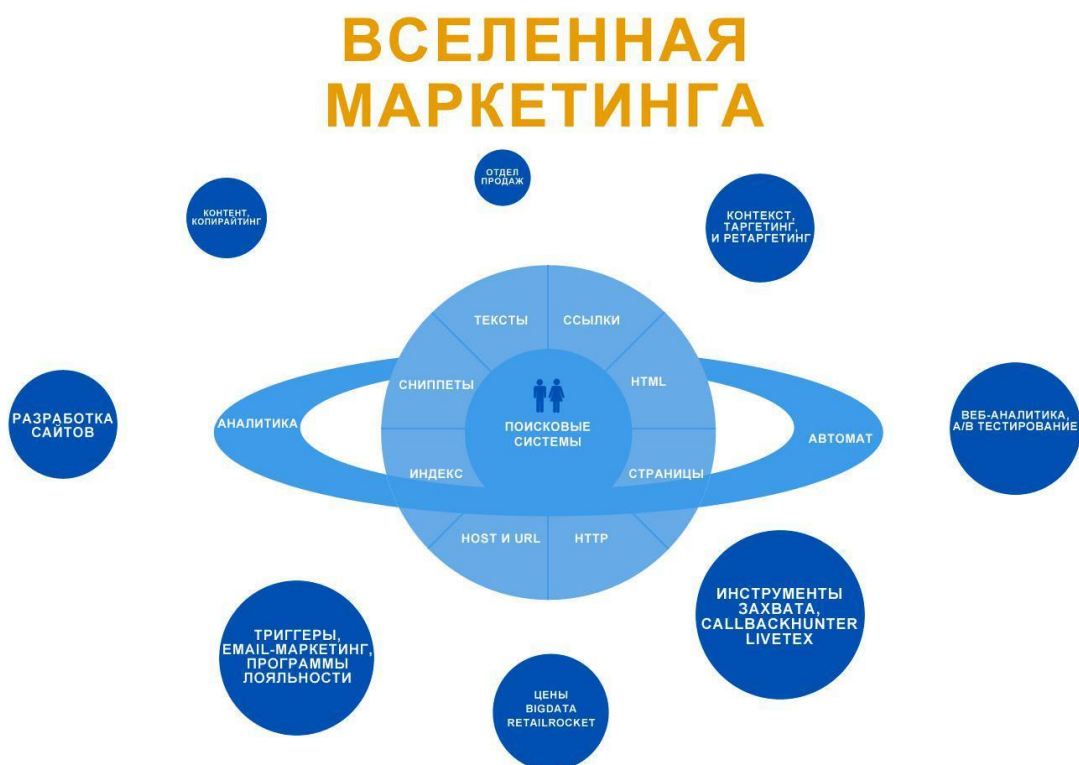 ВСЕЛЕННАЯ
МАРКЕТИНГА
ОТДЕЛ
ПРОДАЖ
КОНТЕНТ,
КОПИРАЙТИНГ
КОНТЕКСТ,
ТАРГЕТИНГ,
И РЕТАРГЕТИНГ
ТЕКСТЫ
ССЫЛКИ
СНИППЕТЫ
HTML
РАЗРАБОТКА
САЙТОВ
АНАЛИТИКА
ПОИСКОВЫЕ
СИСТЕМЫ
АВТОМАТ
ВЕБ-АНАЛИТИКА,
А/В ТЕСТИРОВАНИЕ
ИНДЕКС
СТРАНИЦЫ
HOST И URL
HTTP
ИНСТРУМЕНТЫ
ЗАХВАТА,
CALLBACKHUNTER
LIVETEX
ТРИГГЕРЫ,
EMAIL-МАРКЕТИНГ,
ПРОГРАММЫ
ЛОЯЛЬНОСТИ
ЦЕНЫ
BIGDATA
RETAILROCKET